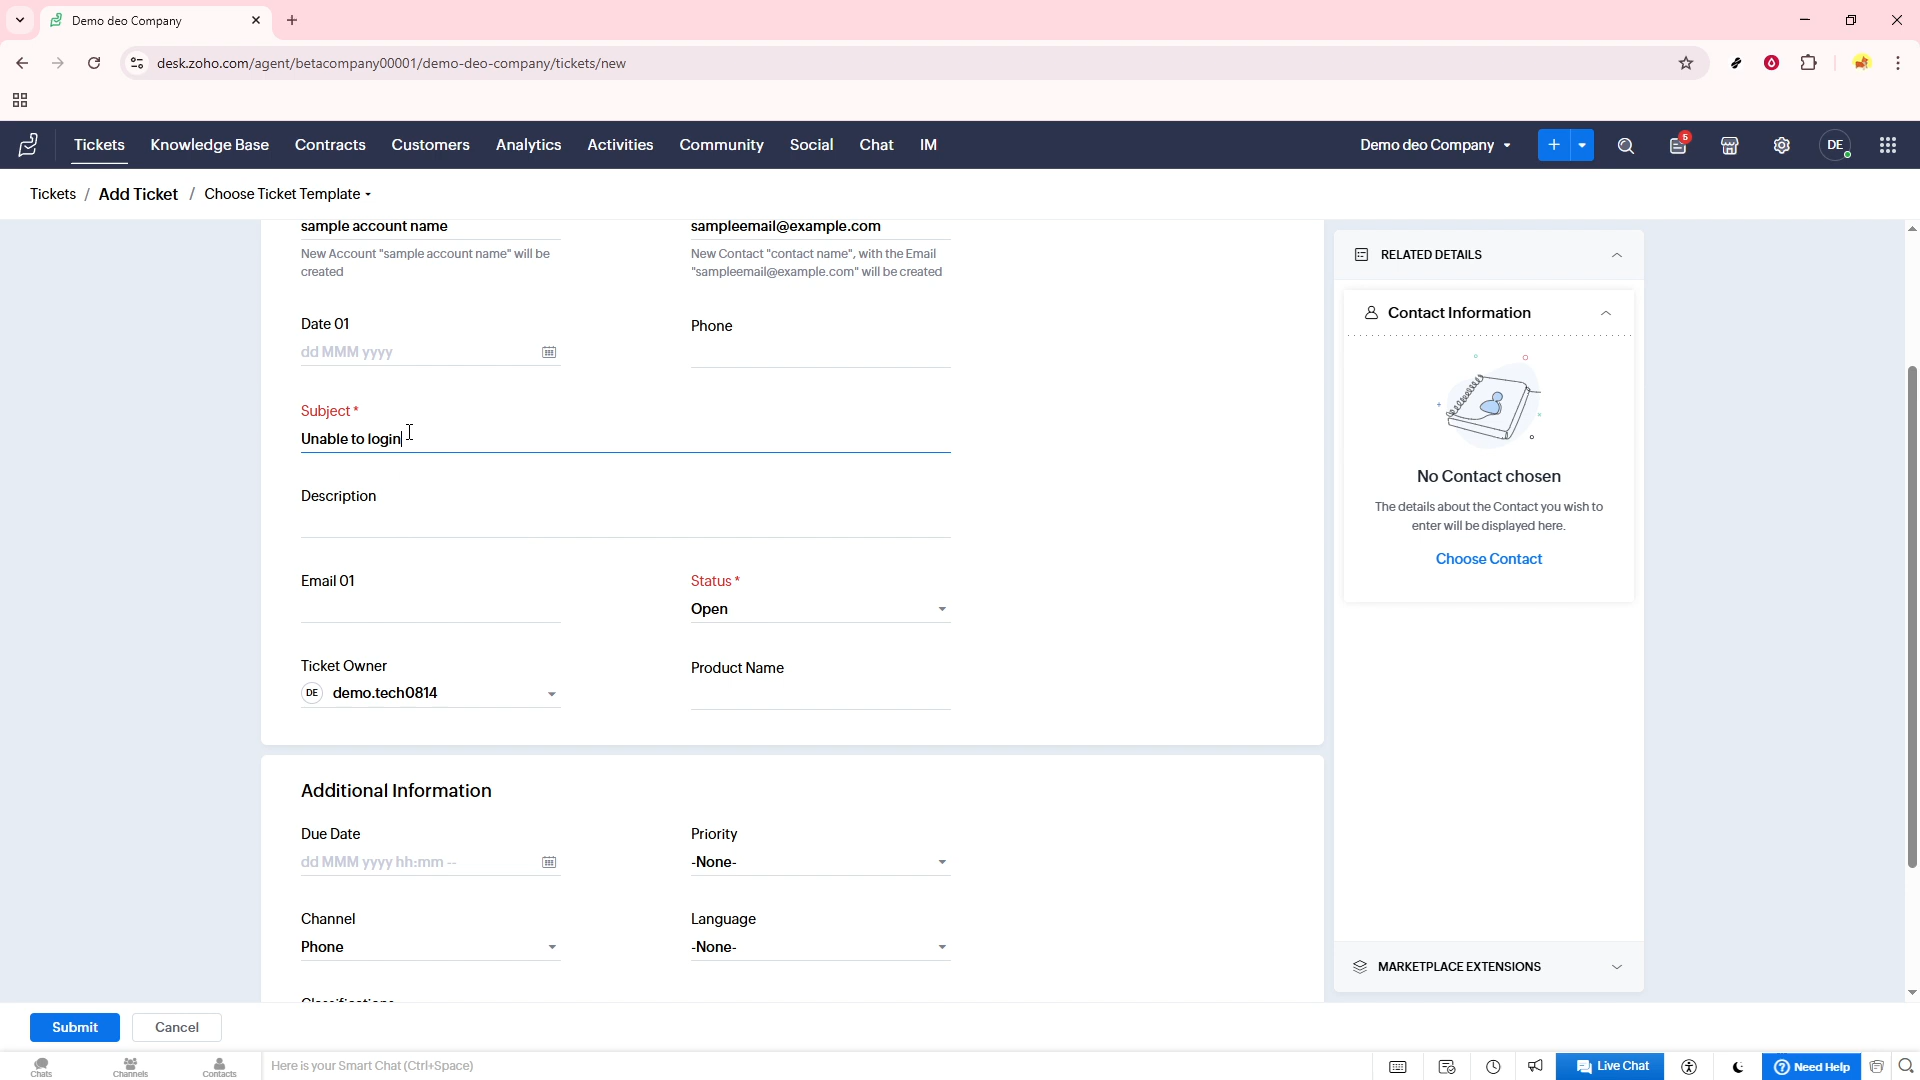 Demo deo Company
desk.zoho.com/agent/betacompany00001/demo-deo-company/tickets/new
Tickets Knowledge Base Contracts Customers Analytics Activities Community Social Chat IM Demo deo Company 5 DE
Tickets / Add Ticket / Choose Ticket Template
sample account name sampleemail@example.com
New Account "sample account name" will be created
New Contact "contact name", with the Email "sampleemail@example.com" will be created
Date 01 Phone
dd MMM yyyy
Subject *
Unable to login
Description
Email 01 Status *
Open
Ticket Owner Product Name
DE demo.tech0814
Additional Information
Due Date Priority
dd MMM yyyy hh:mm -- -None-
Channel Language
Phone -None-
RELATED DETAILS
Contact Information
No Contact chosen
The details about the Contact you wish to
enter will be displayed here.
Choose Contact
MARKETPLACE EXTENSIONS
Submit Cancel
Chats Channels Contacts Here is your Smart Chat (Ctrl+Space) Live Chat Need Help